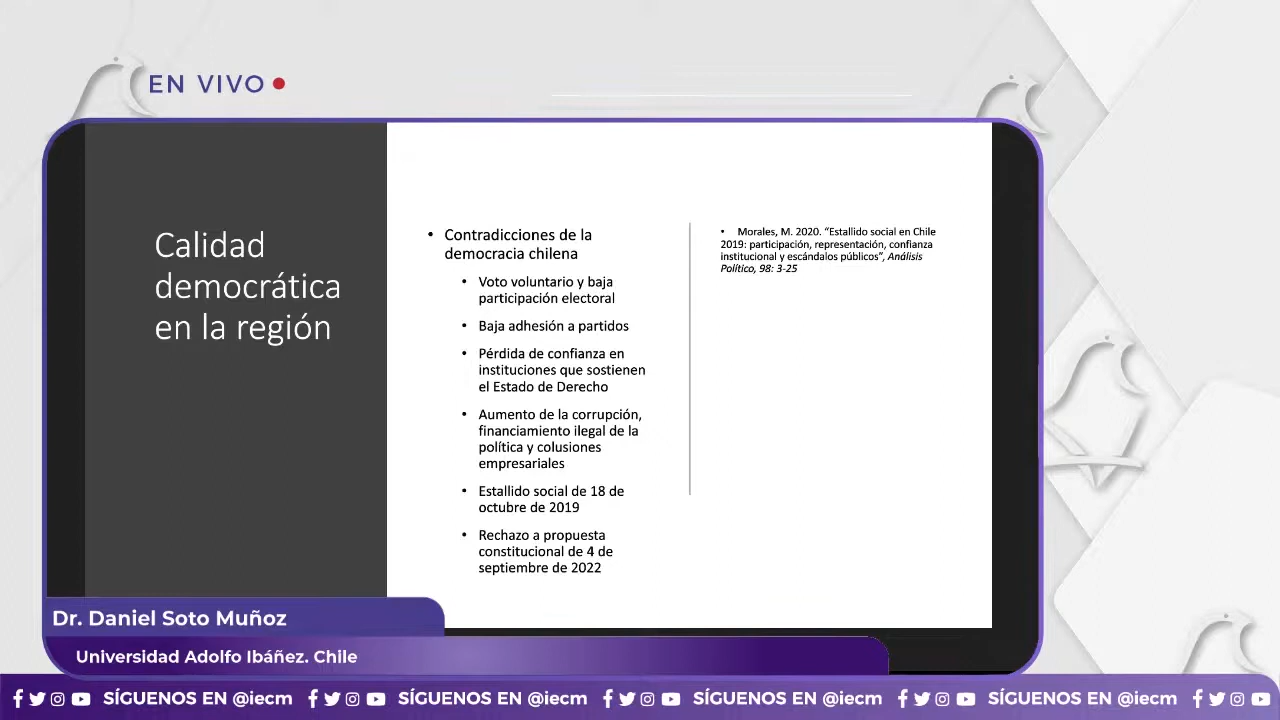 EN VIVO
Calidad
democrática
en la región
• Contradicciones de la
democracia chilena
• Voto voluntario y baja
participación electoral
• Baja adhesión a partidos
• Pérdida de confianza en
instituciones que sostienen
el Estado de Derecho
• Aumento de la corrupción,
financiamiento ilegal de la
política y colusiones
empresariales
• Estallido social de 18 de
octubre de 2019
• Rechazo a propuesta
constitucional de 4 de
septiembre de 2022
• Morales, M. 2020. “Estallido social en Chile
2019: participación, representación, confianza
institucional y escándalos públicos”, Análisis
Político, 98: 3-25
Dr. Daniel Soto Muñoz
Universidad Adolfo Ibáñez. Chile
SÍGUENOS EN @iecm SÍGUENOS EN @iecm SÍGUENOS EN @iecm SÍGUENOS EN @iecm